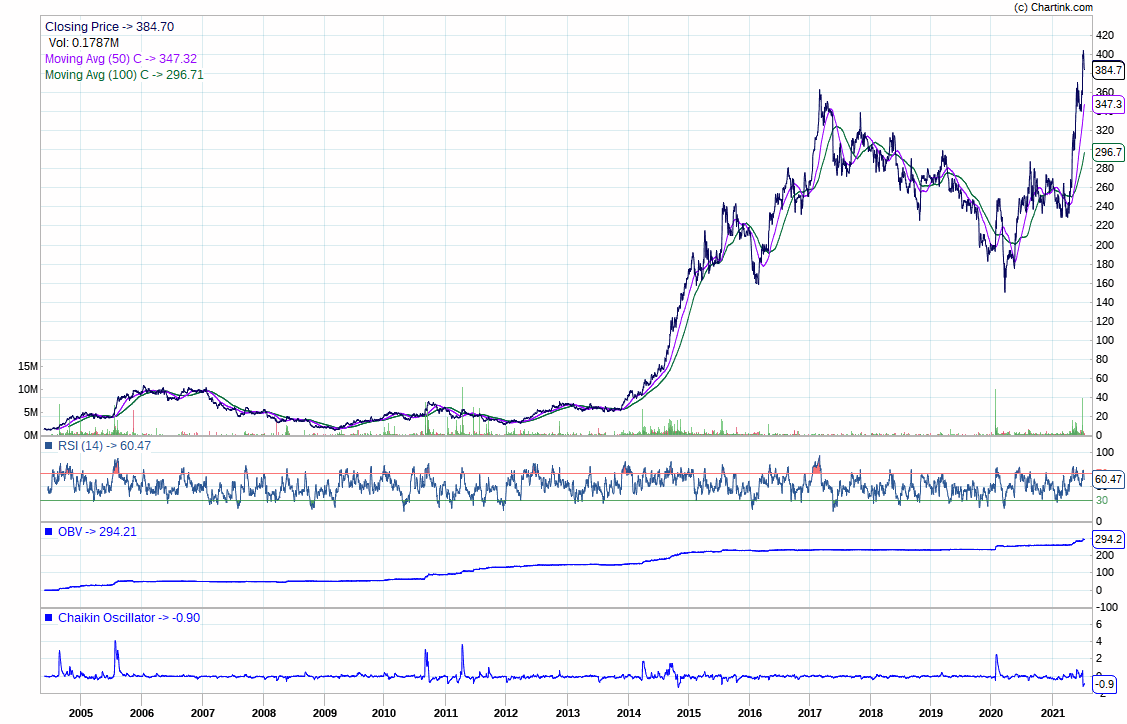 (c) Chartink.com
Closing Price -> 384.70
Vol: 0.1787M
Moving Avg (50) C -> 347.32
Moving Avg (100) C -> 296.71
420
400
384.7
360
347.3
320
296.7
280
260
240
220
200
180
160
140
120
100
80
60
40
20
0
15M
10M
5M
0M
RSI (14) -> 60.47
100
60.47
30
0
OBV -> 294.21
294.2
200
100
0
-100
Chaikin Oscillator -> -0.90
6
4
2
-0.9
2005 2006 2007 2008 2009 2010 2011 2012 2013 2014 2015 2016 2017 2018 2019 2020 2021